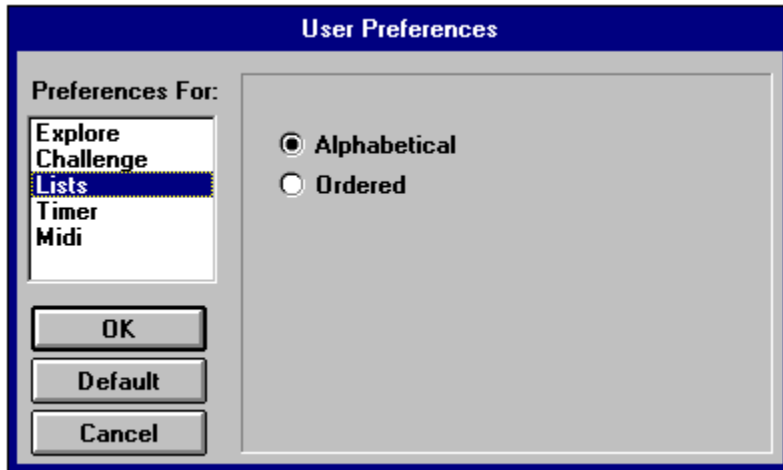 User Preferences
Preferences For:
Explore
Challenge
Lists
Timer
Midi
Alphabetical
Ordered
OK
Default
Cancel